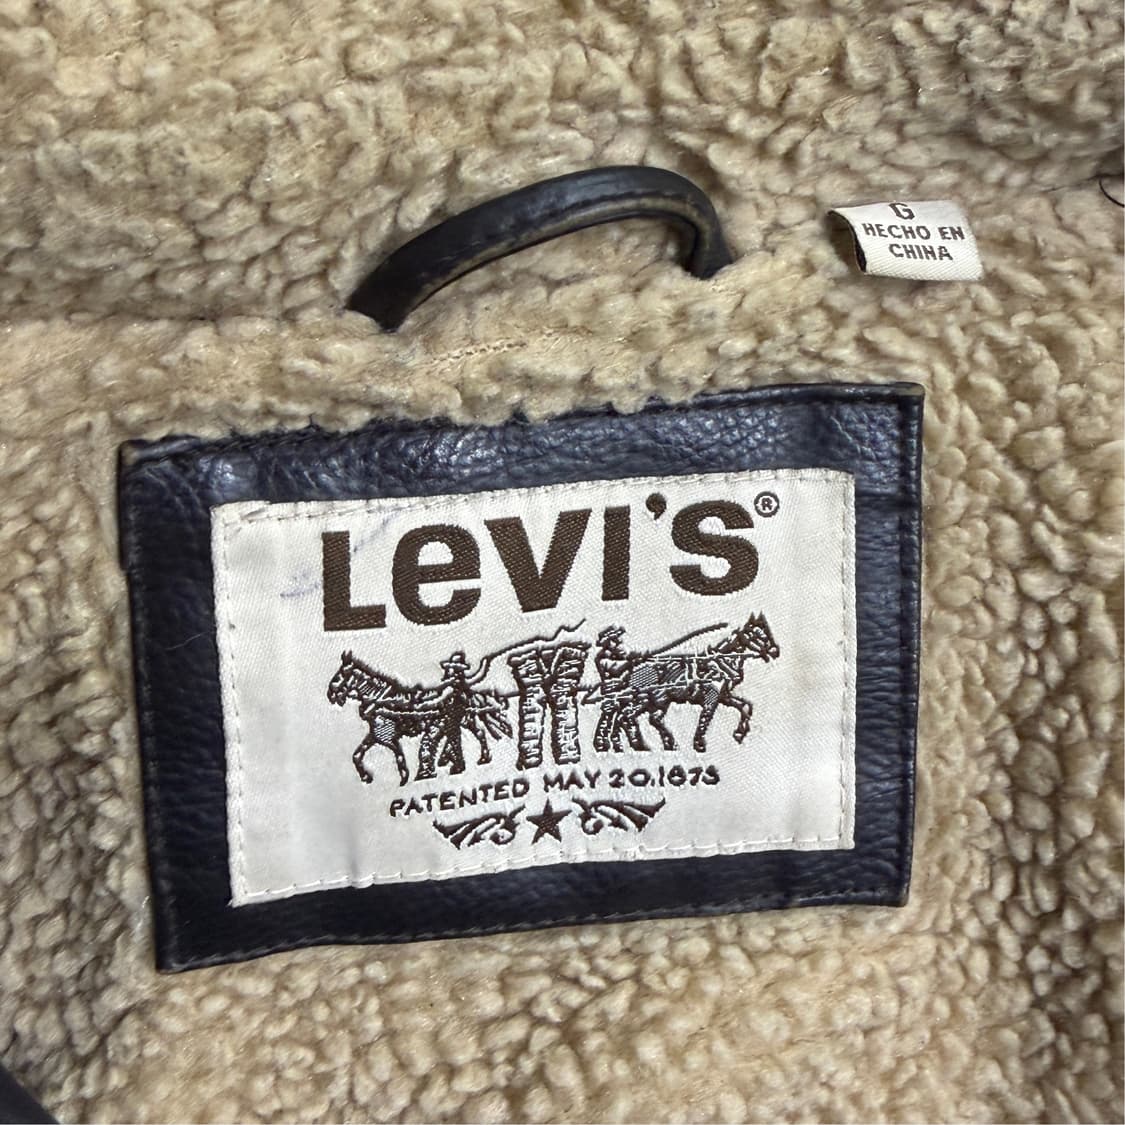 G
HECHO EN
CHINA
LeVI'S®
PATENTED MAY 20.1873